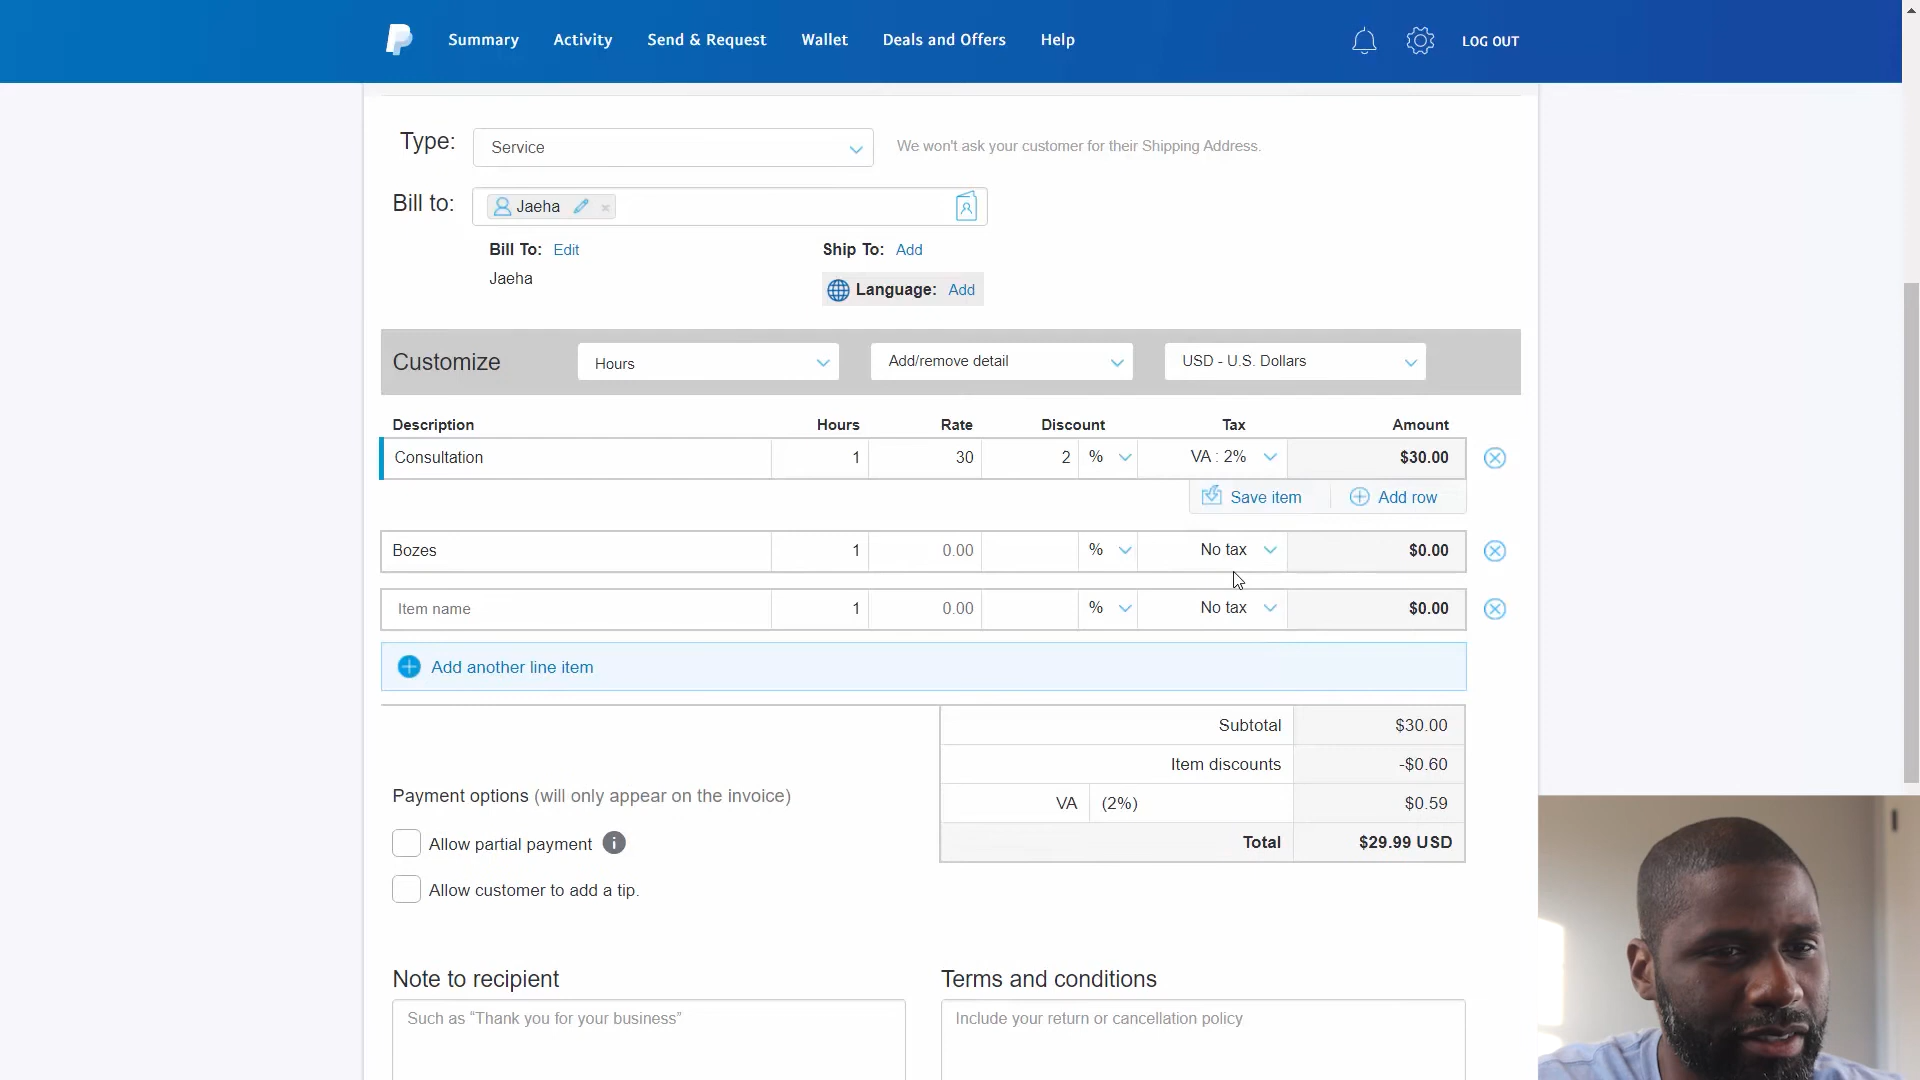 Summary Activity Send & Request Wallet Deals and Offers Help LOG OUT
Type: Service We won't ask your customer for their Shipping Address.
Bill to: Jaeha
Bill To: Edit Ship To: Add
Jaeha
Language: Add
Customize Hours Add/remove detail USD - U.S. Dollars
Description Hours Rate Discount Tax Amount
Consultation 1 30 2 % VA : 2% $30.00
Save item Add row
Bozes 1 0.00 % No tax $0.00
Item name 1 0.00 % No tax $0.00
Add another line item
Subtotal $30.00
Item discounts -$0.60
Payment options (will only appear on the invoice) VA (2%) $0.59
Allow partial payment Total $29.99 USD
Allow customer to add a tip.
Note to recipient Terms and conditions
Such as “Thank you for your business” Include your return or cancellation policy